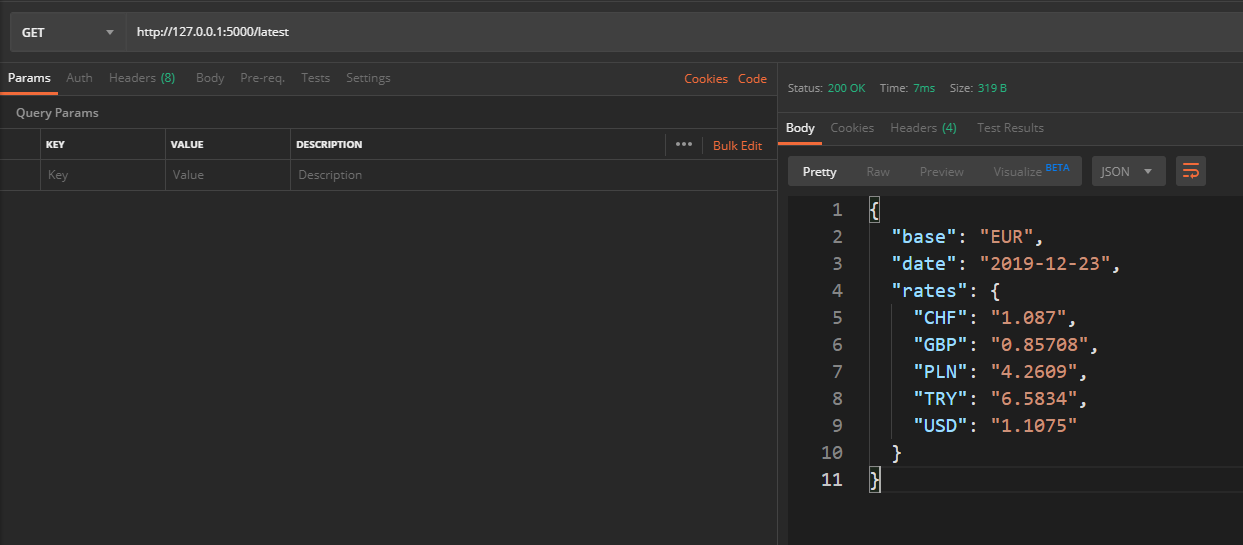 GET http://127.0.0.1:5000/latest
Params Auth Headers (8) Body Pre-req. Tests Settings Cookies Code
Query Params
KEY VALUE DESCRIPTION ••• Bulk Edit
Key Value Description
Status: 200 OK Time: 7ms Size: 319 B
Body Cookies Headers (4) Test Results
Pretty Raw Preview Visualize BETA JSON
1 {
2 "base": "EUR",
3 "date": "2019-12-23",
4 "rates": {
5 "CHF": "1.087",
6 "GBP": "0.85708",
7 "PLN": "4.2609",
8 "TRY": "6.5834",
9 "USD": "1.1075"
10 }
11 }